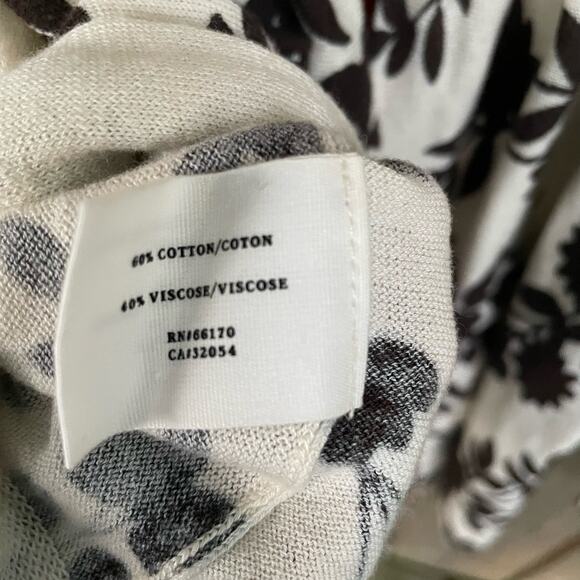 60% COTTON/COTON
40% VISCOSE/VISCOSE
RN#66170
CA#32054